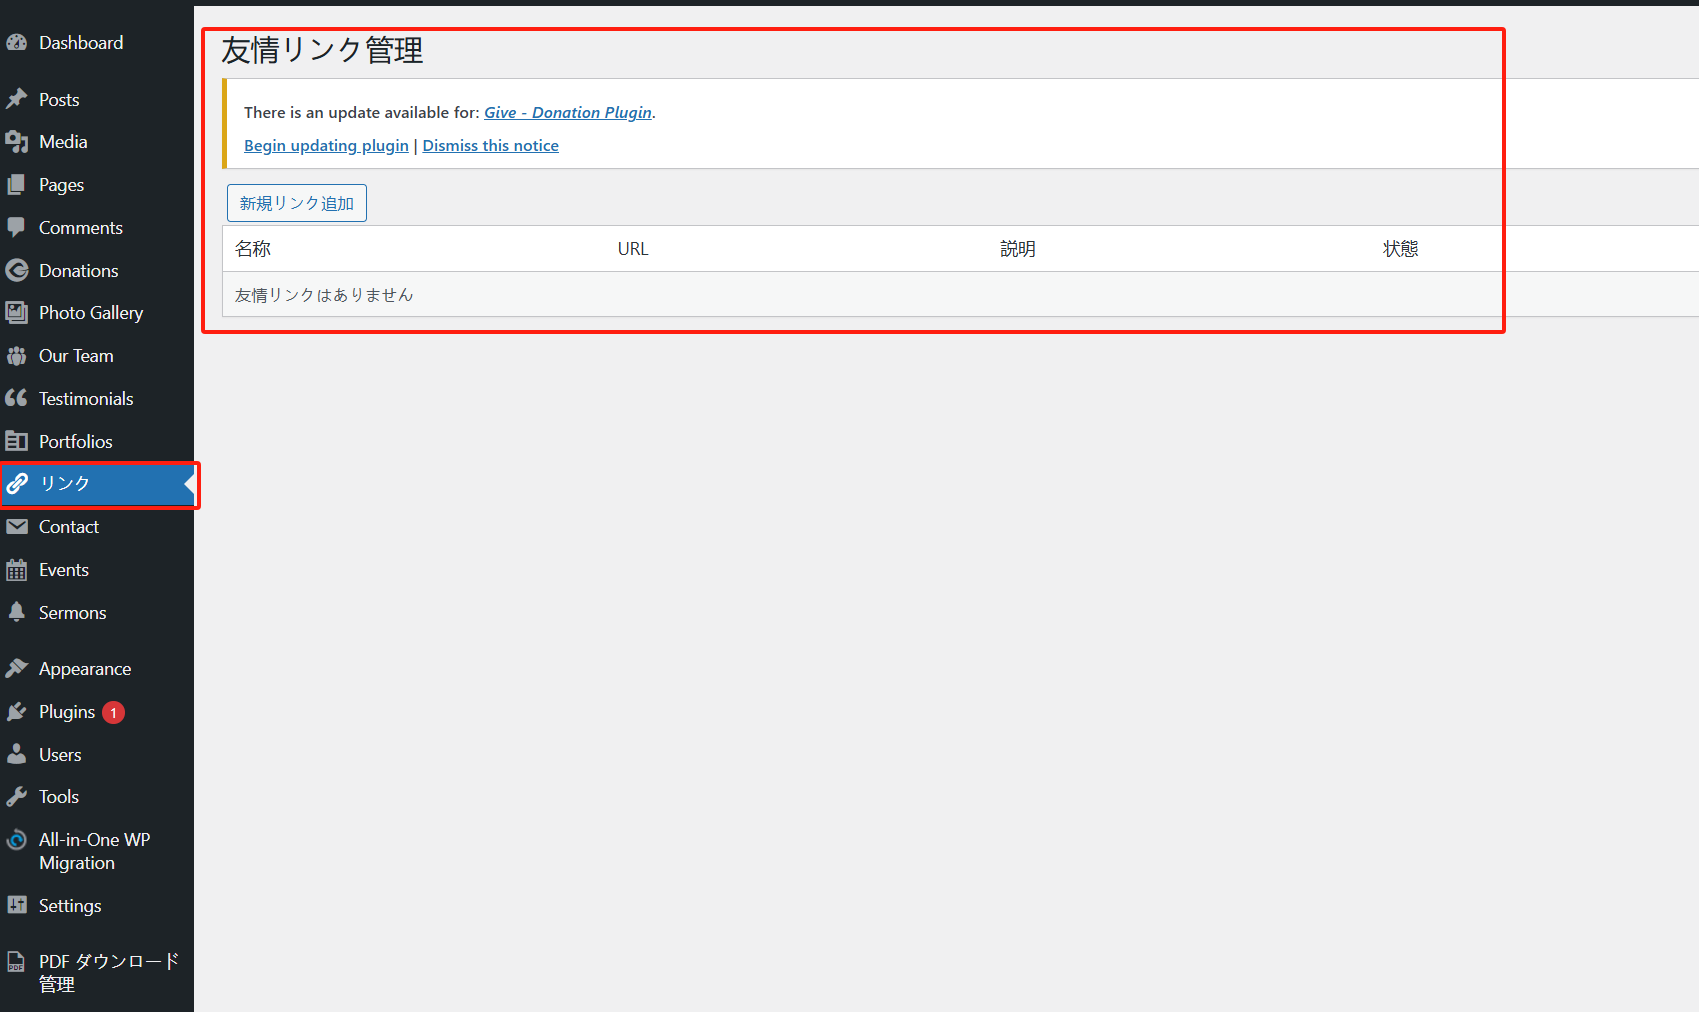 Dashboard
Posts
Media
Pages
Comments
Donations
Photo Gallery
Our Team
Testimonials
Portfolios
リンク
Contact
Events
Sermons
Appearance
Plugins 1
Users
Tools
All-in-One WP
Migration
Settings
PDF ダウンロード
管理
友情リンク管理
There is an update available for: Give - Donation Plugin.
Begin updating plugin | Dismiss this notice
新規リンク追加
名称 URL 説明 状態
友情リンクはありません